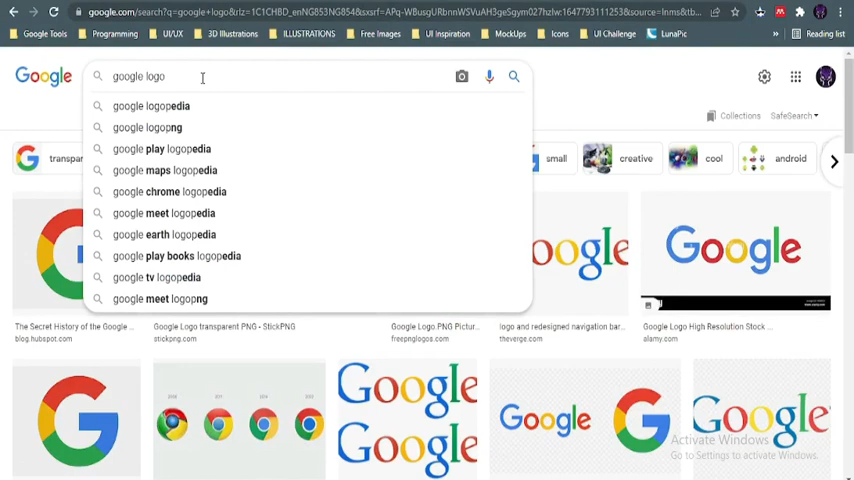 google.com/search?q=google+logo&rlz=1C1CHBD_enNG853NG854&sxsrf=APq-WBusgURbnnWSVuAH3geSgym027hzlw:1647793111253&source=lnms&tb...
Google Tools
Programming
UI/UX
3D Illustrations
ILLUSTRATIONS
Free Images
UI Inspiration
MockUps
Icons
UI Challenge
LunaPic
»
Reading list
Google
google logo
Collections
SafeSearch
google logopedia
google logopng
google play logopedia
google maps logopedia
google chrome logopedia
google meet logopedia
google earth logopedia
google play books logopedia
google tv logopedia
google meet logopng
transpar
small
creative
cool
android
oogle
Google
The Secret History of the Google ...
blog.hubspot.com
Google Logo transparent PNG - StickPNG
stickpng.com
Google Logo.PNG Pictur...
freepnglogos.com
logo and redesigned navigation bar...
theverge.com
Google Logo High Resolution Stock ...
alamy.com
Google
Google
Google
Google
Activate Windows
Go to Settings to activate Windows.